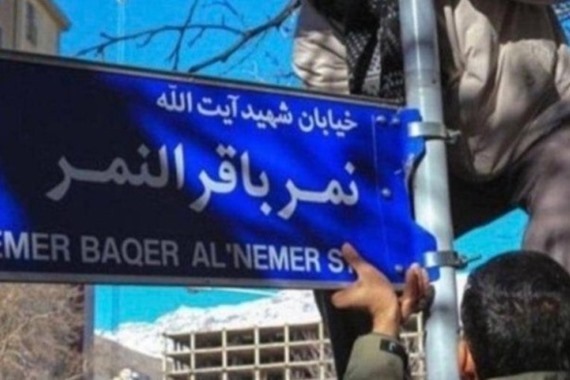 خیابان شهید آیت الله
نمر باقر النمر
EMER BAQER AL'NEMER ST